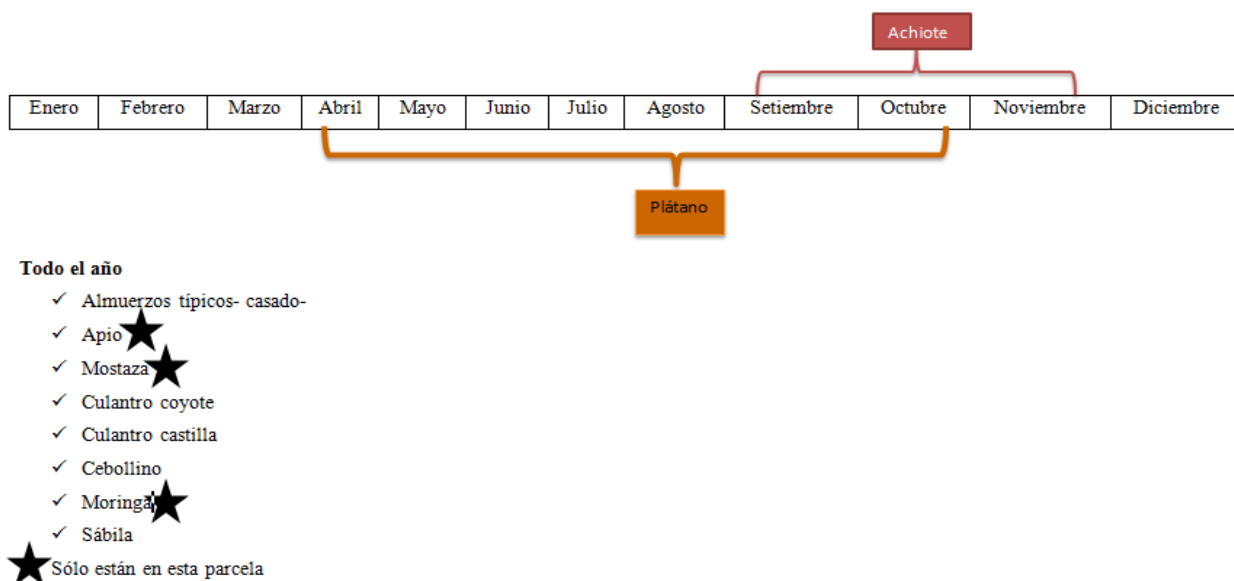 Achiote
Enero Febrero Marzo Abril Mayo Junio Julio Agosto Setiembre Octubre Noviembre Diciembre
Plátano
Todo el año
✓ Almuerzos típicos- casado-
✓ Apio
✓ Mostaza
✓ Culantro coyote
✓ Culantro castilla
✓ Cebollino
✓ Moringa
✓ Sábila
Sólo están en esta parcela